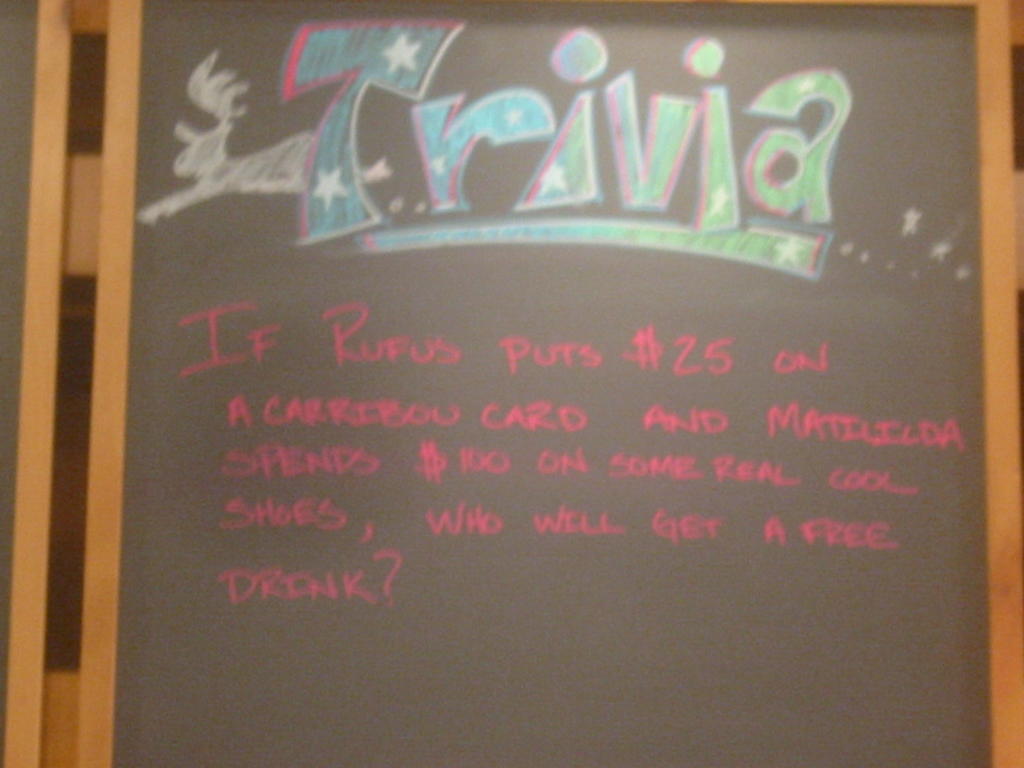 Trivia
IF RUFUS PUTS $25 ON
A CARRIBOU CARD AND MATILILDA
SPENDS $100 ON SOME REAL COOL
SHOES, WHO WILL GET A FREE
DRINK?